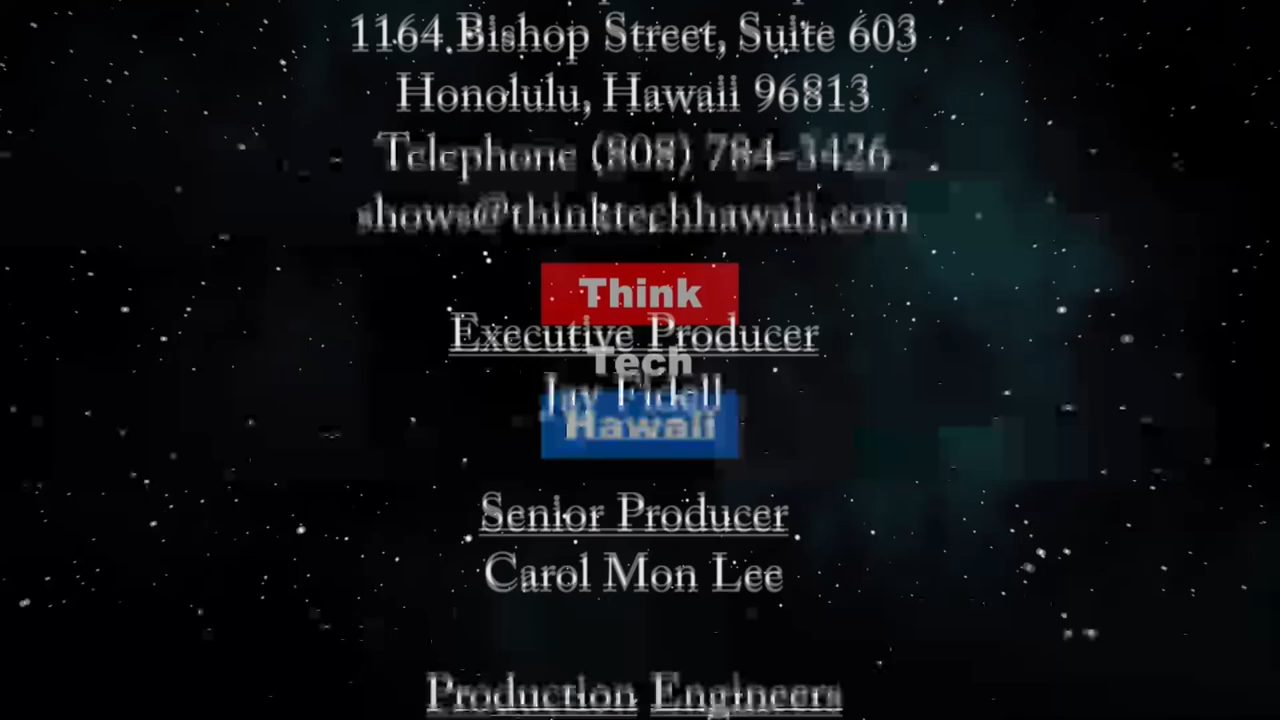 1164 Bishop Street, Suite 603
Honolulu, Hawaii 96813
Telephone (808) 784-3426
shows@thinktechhawaii.com
Think
Executive Producer
Tech
Jay Fidell
Hawaii
Senior Producer
Carol Mon Lee
Production Engineers